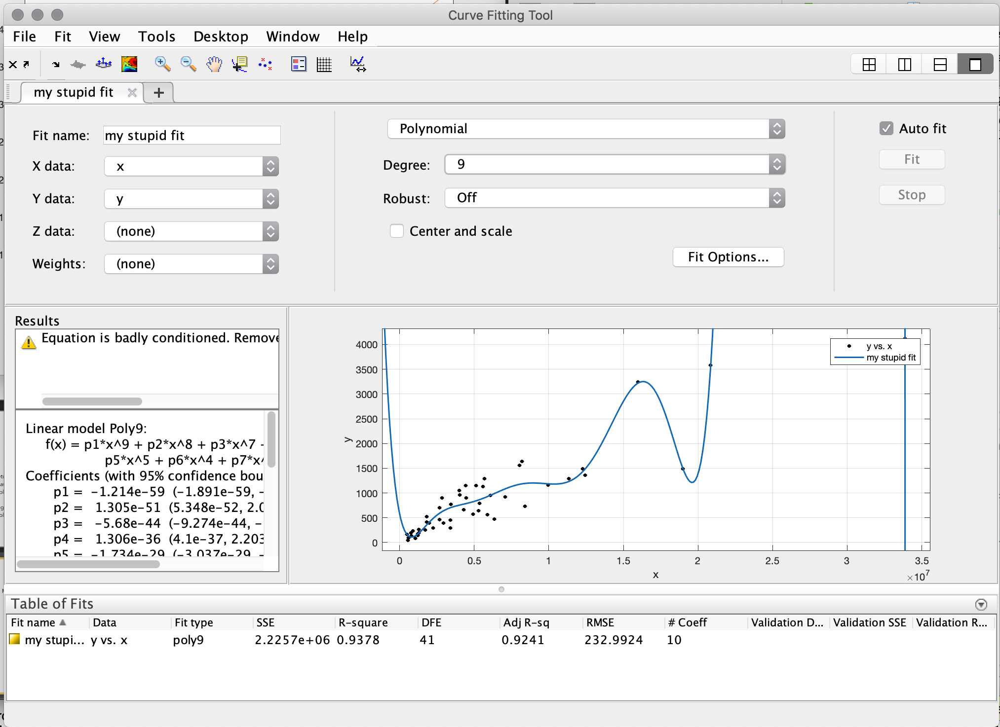 Curve Fitting Tool
File Fit View Tools Desktop Window Help
my stupid fit
Fit name: my stupid fit
X data: x
Y data: y
Z data: (none)
Weights: (none)
Polynomial
Degree: 9
Robust: Off
Center and scale
Fit Options...
Auto fit
Fit
Stop
Results
Equation is badly conditioned. Remove
Linear model Poly9:
f(x) = p1*x^9 + p2*x^8 + p3*x^7
p5*x^5 + p6*x^4 + p7*x^
Coefficients (with 95% confidence bou
p1 = -1.214e-59 (-1.891e-59, -
p2 = 1.305e-51 (5.348e-52, 2.0
p3 = -5.68e-44 (-9.274e-44, -
p4 = 1.306e-36 (4.1e-37, 2.203
p5 = -1.734e-29 (-3.037e-29, -
4000
3500
3000
2500
2000
1500
1000
500
0
y
0 0.5 1 1.5 2 2.5 3 3.5
×10^7
x
y vs. x
my stupid fit
Table of Fits
Fit name Data Fit type SSE R-square DFE Adj R-sq RMSE # Coeff Validation D... Validation SSE Validation R...
my stupi... y vs. x poly9 2.2257e+06 0.9378 41 0.9241 232.9924 10